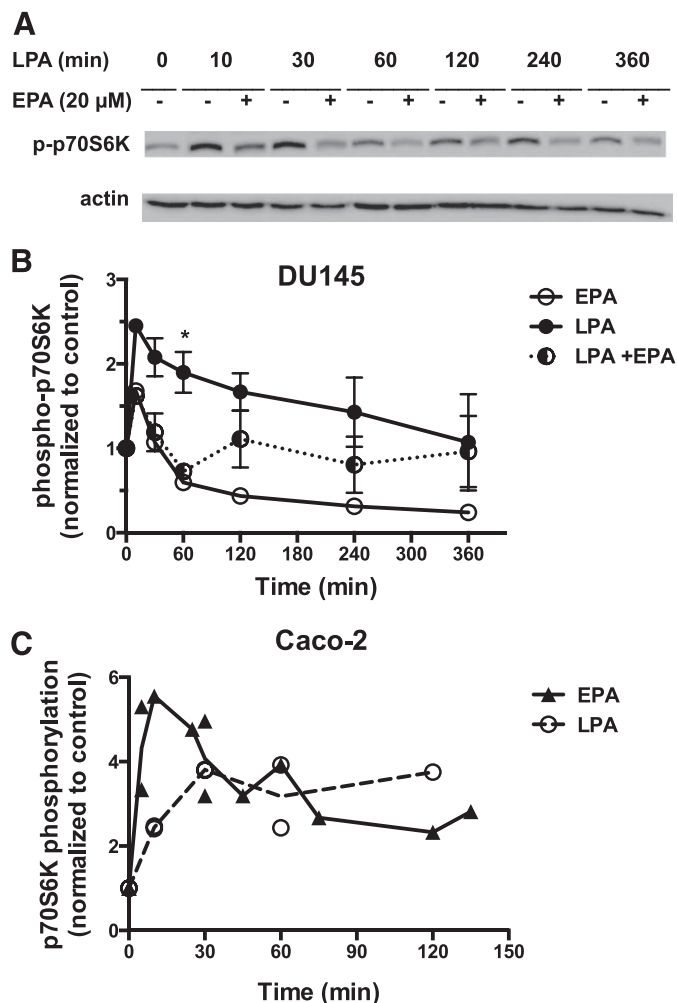 A
LPA (min) 0 10 30 60 120 240 360
EPA (20 µM) - - + - + - + - + - + - +
p-p70S6K
actin
B
DU145
phospho-p70S6K
(normalized to control)
3
2
1
0
*
0 60 120 180 240 300 360
Time (min)
EPA
LPA
LPA +EPA
C
Caco-2
p70S6K phosphorylation
(normalized to control)
6
4
2
0
0 30 60 90 120 150
Time (min)
EPA
LPA